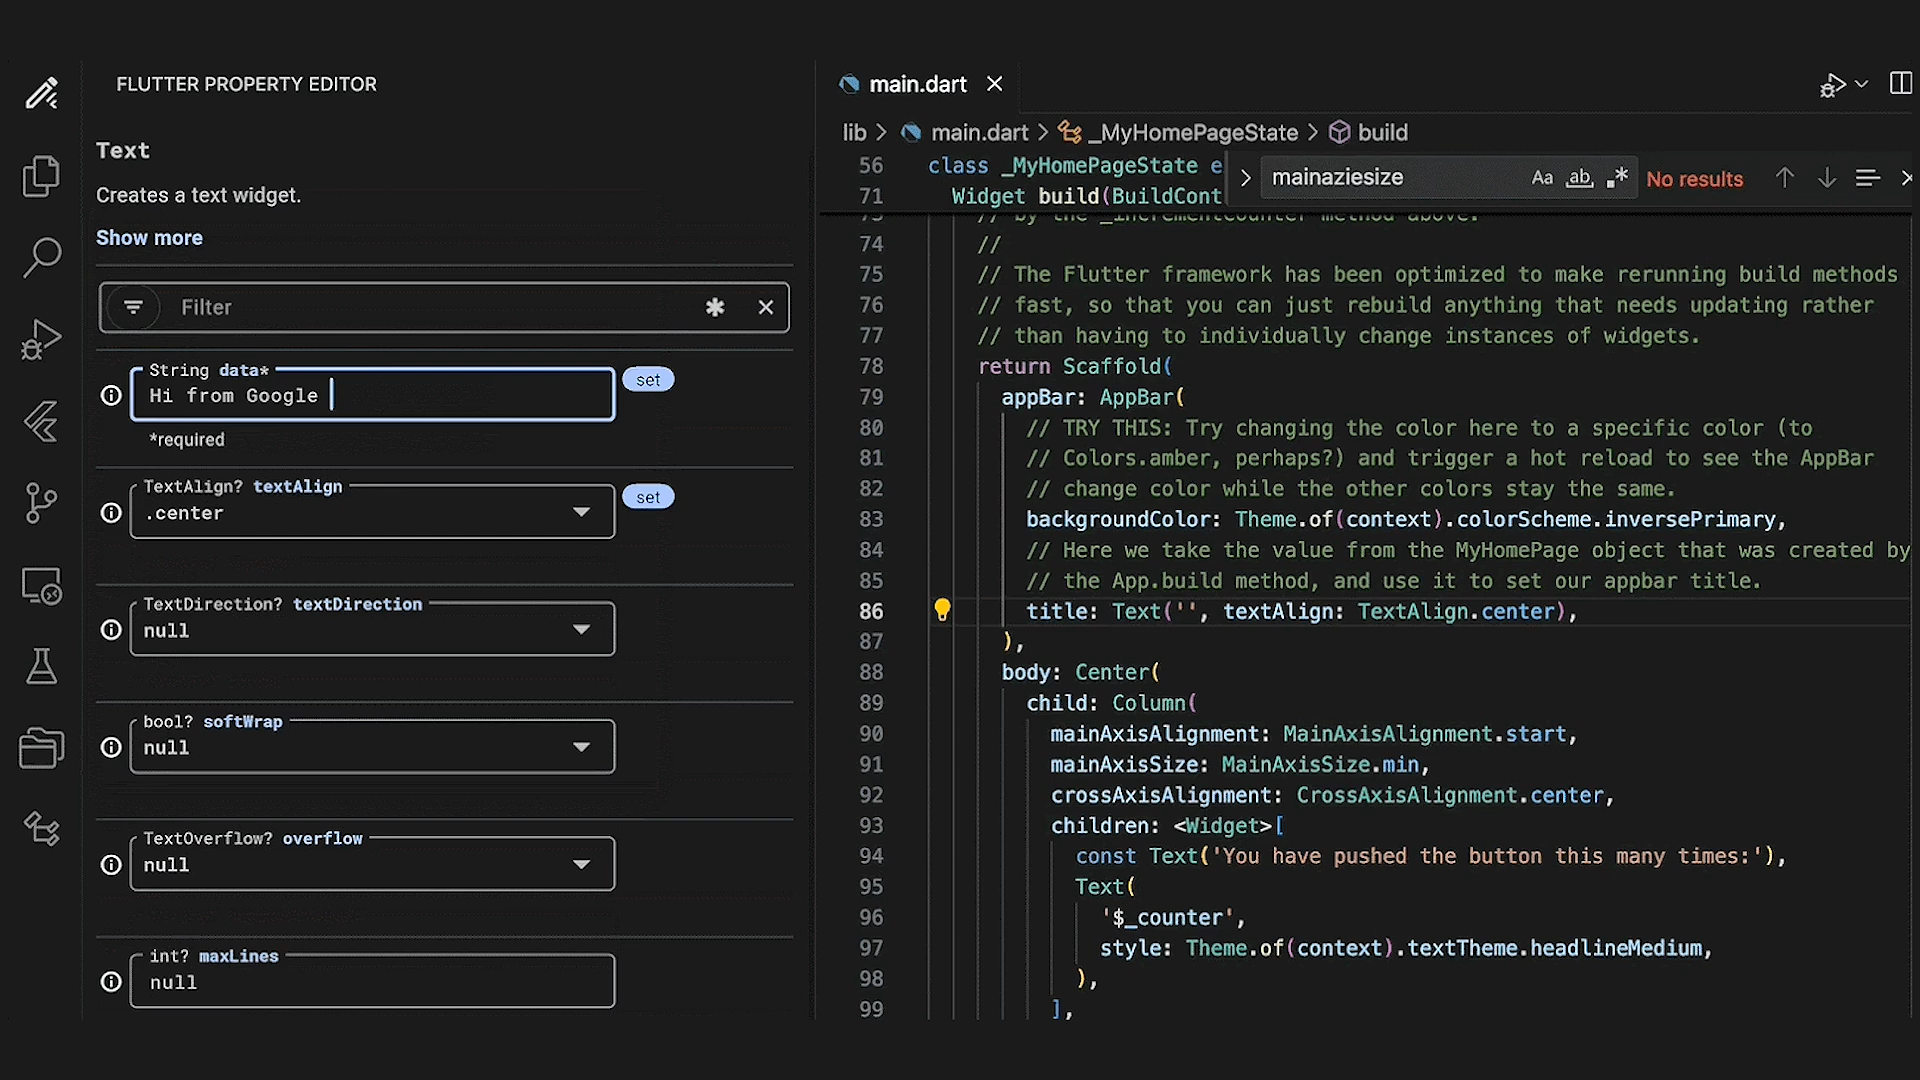 FLUTTER PROPERTY EDITOR
Text
Creates a text widget.
Show more
Filter
String data*
Hi from Google
set
*required
TextAlign? textAlign
.center
set
TextDirection? textDirection
null
bool? softWrap
null
TextOverflow? overflow
null
int? maxLines
null
main.dart
lib > main.dart > _MyHomePageState > build
mainaziesize
Aa ab, .* No results
56 class _MyHomePageState e
71 Widget build(BuildCont
73 // by the _incrementCounter method above.
74 //
75 // The Flutter framework has been optimized to make rerunning build methods
76 // fast, so that you can just rebuild anything that needs updating rather
77 // than having to individually change instances of widgets.
78 return Scaffold(
79 appBar: AppBar(
80 // TRY THIS: Try changing the color here to a specific color (to
81 // Colors.amber, perhaps?) and trigger a hot reload to see the AppBar
82 // change color while the other colors stay the same.
83 backgroundColor: Theme.of(context).colorScheme.inversePrimary,
84 // Here we take the value from the MyHomePage object that was created by
85 // the App.build method, and use it to set our appbar title.
86 title: Text('', textAlign: TextAlign.center),
87 ),
88 body: Center(
89 child: Column(
90 mainAxisAlignment: MainAxisAlignment.start,
91 mainAxisSize: MainAxisSize.min,
92 crossAxisAlignment: CrossAxisAlignment.center,
93 children: <Widget>[
94 const Text('You have pushed the button this many times:'),
95 Text(
96 '$_counter',
97 style: Theme.of(context).textTheme.headlineMedium,
98 ),
99 ],